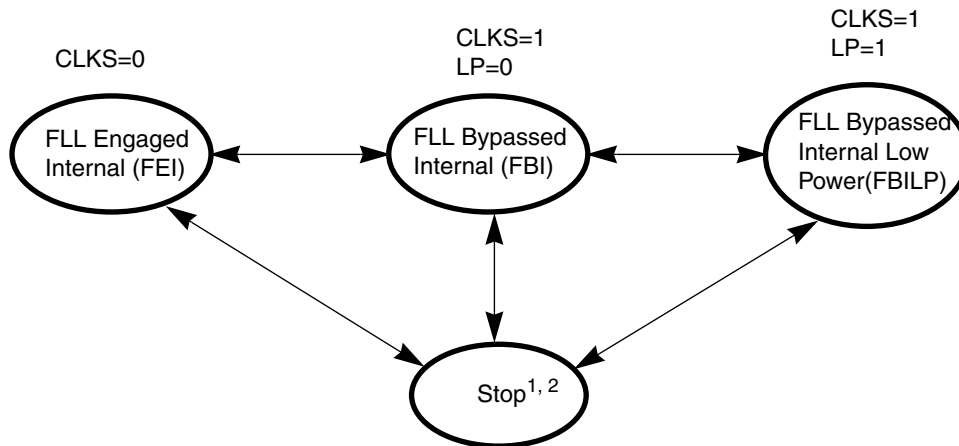 CLKS=0
CLKS=1
LP=0
CLKS=1
LP=1
FLL Engaged
Internal (FEI)
FLL Bypassed
Internal (FBI)
FLL Bypassed
Internal Low
Power(FBILP)
Stop1, 2